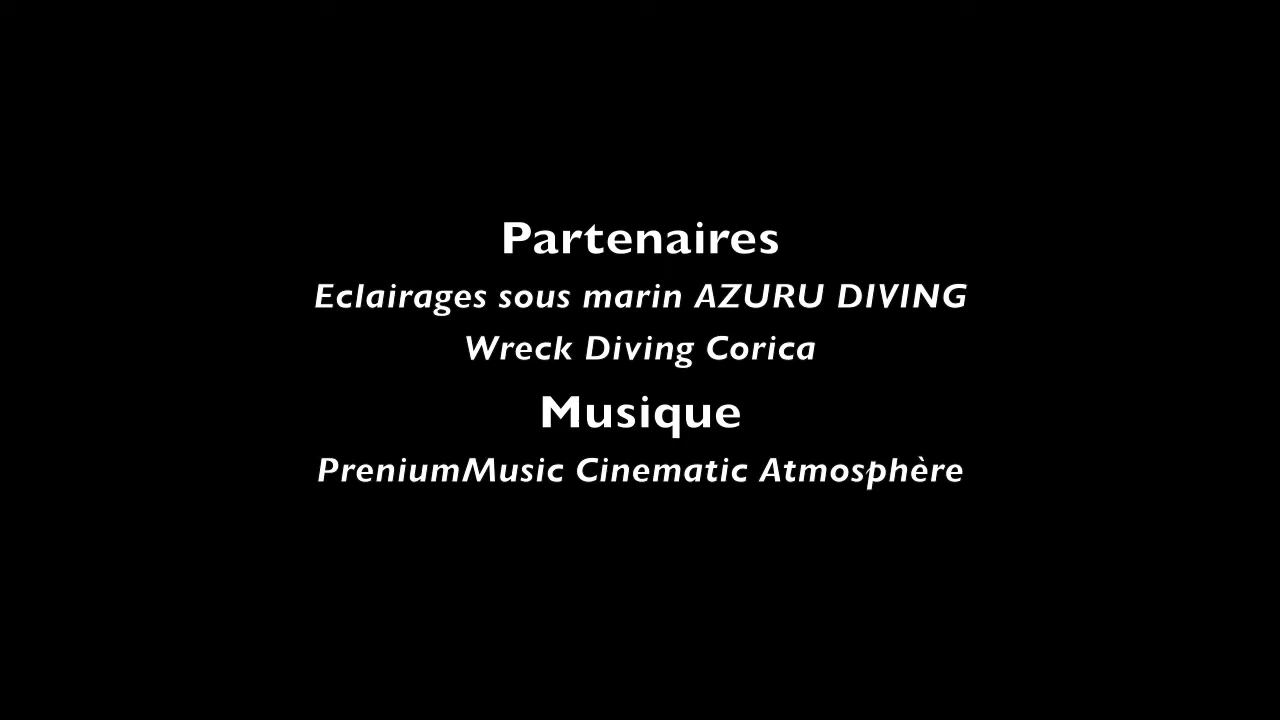 Partenaires
Eclairages sous marin AZURU DIVING
Wreck Diving Corica
Musique
PreniumMusic Cinematic Atmosphère